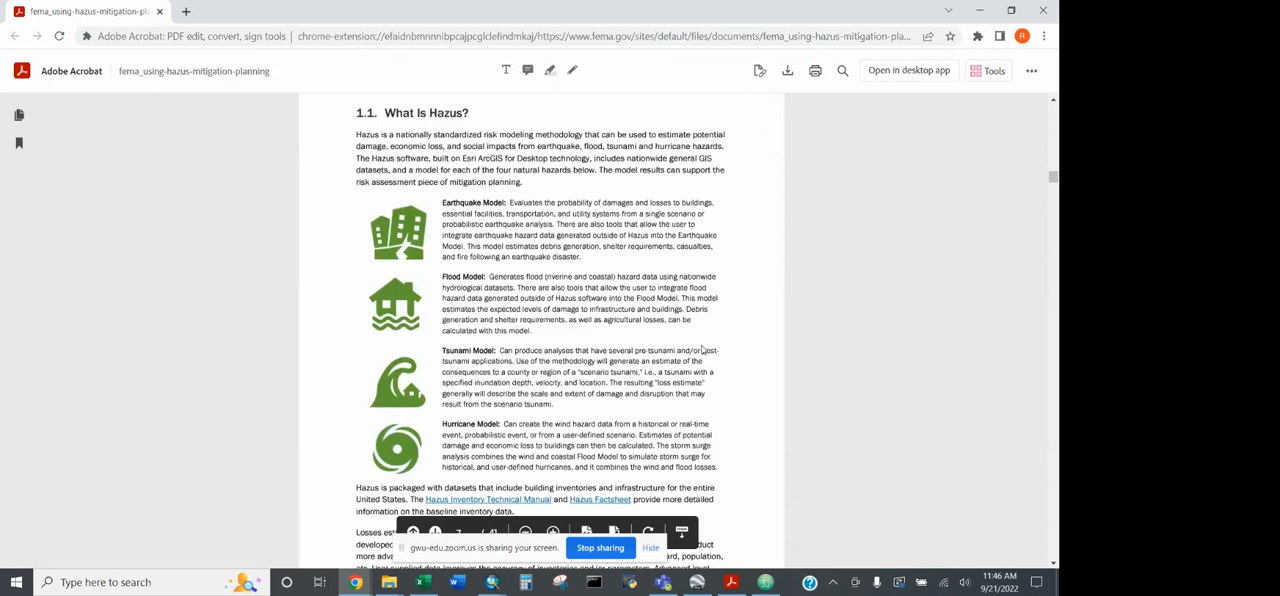 fema_using-hazus-mitigation-pl
Adobe Acrobat: PDF edit, convert, sign tools | chrome-extension://efaidnbmnnnibpcajpcglclefindmkaj/https://www.fema.gov/sites/default/files/documents/fema_using-hazus-mitigation-pla...
R
Adobe Acrobat fema_using-hazus-mitigation-planning
Open in desktop app Tools
1.1. What Is Hazus?
Hazus is a nationally standardized risk modeling methodology that can be used to estimate potential
damage, economic loss, and social impacts from earthquake, flood, tsunami and hurricane hazards.
The Hazus software, built on Esri ArcGIS for Desktop technology, includes nationwide general GIS
datasets, and a model for each of the four natural hazards below. The model results can support the
risk assessment piece of mitigation planning.
Earthquake Model: Evaluates the probability of damages and losses to buildings,
essential facilities, transportation, and utility systems from a single scenario or
probabilistic earthquake analysis. There are also tools that allow the user to
integrate earthquake hazard data generated outside of Hazus into the Earthquake
Model. This model estimates debris generation, shelter requirements, casualties,
and fire following an earthquake disaster.
Flood Model: Generates flood (riverine and coastal) hazard data using nationwide
hydrological datasets. There are also tools that allow the user to integrate flood
hazard data generated outside of Hazus software into the Flood Model. This model
estimates the expected levels of damage to infrastructure and buildings. Debris
generation and shelter requirements, as well as agricultural losses, can be
calculated with this model.
Tsunami Model: Can produce analyses that have several pre-tsunami and/or post-
tsunami applications. Use of the methodology will generate an estimate of the
consequences to a county or region of a "scenario tsunami," i.e., a tsunami with a
specified inundation depth, velocity, and location. The resulting "loss estimate"
generally will describe the scale and extent of damage and disruption that may
result from the scenario tsunami.
Hurricane Model: Can create the wind hazard data from a historical or real-time
event, probabilistic event, or from a user-defined scenario. Estimates of potential
damage and economic loss to buildings can then be calculated. The storm surge
analysis combines the wind and coastal Flood Model to simulate storm surge for
historical, and user-defined hurricanes, and it combines the wind and flood losses.
Hazus is packaged with datasets that include building inventories and infrastructure for the entire
United States. The Hazus Inventory Technical Manual and Hazus Factsheet provide more detailed
information on the baseline inventory data.
Losses
7 / 41
develope
gwu-edu.zoom.us is sharing your screen. Stop sharing Hide
more adva population,
Type here to search
11:46 AM
9/21/2022